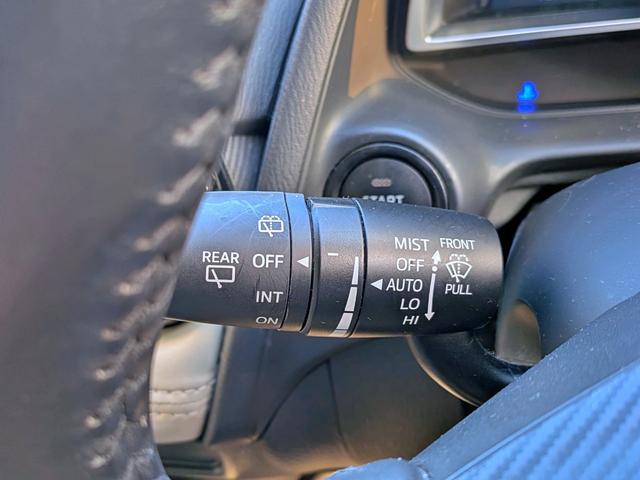 START
REAR
OFF
INT
ON
MIST
OFF
AUTO
LO
HI
FRONT
PULL